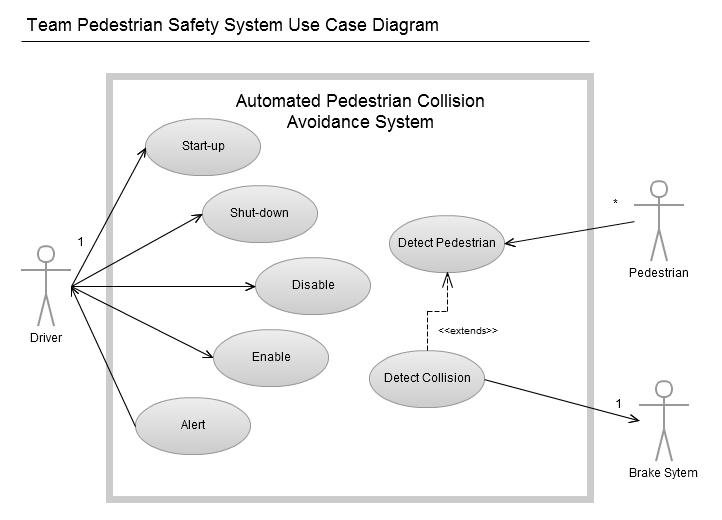 Team Pedestrian Safety System Use Case Diagram
Automated Pedestrian Collision
Avoidance System
Start-up
Shut-down
Disable
Enable
Alert
1
Driver
Detect Pedestrian
<<extends>>
Detect Collision
*
Pedestrian
1
Brake Sytem